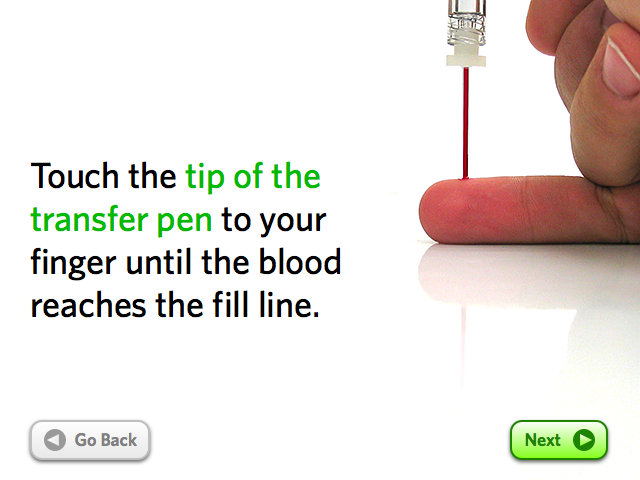 Touch the tip of the
transfer pen to your
finger until the blood
reaches the fill line.
Go Back
Next